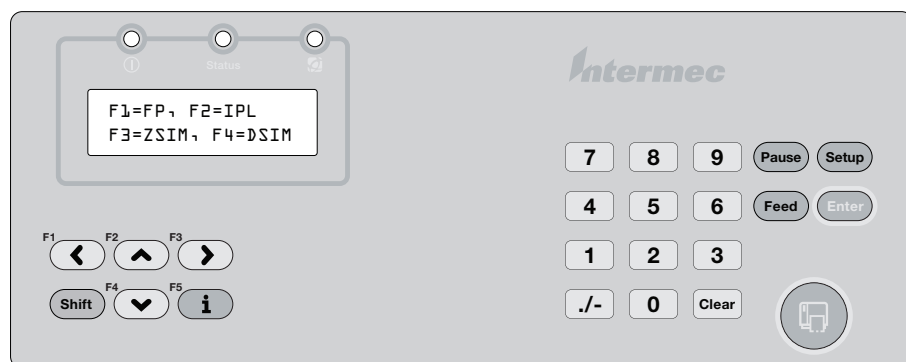 Status
F1=FP, F2=IPL
F3=ZSIM, F4=DSIM
Intermec
7 8 9 Pause Setup
4 5 6 Feed Enter
1 2 3
./- 0 Clear
F1 F2 F3
Shift F4 F5 i